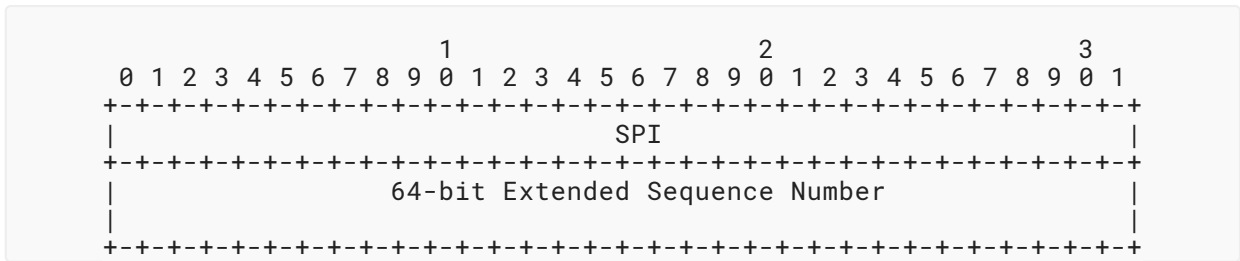 1                   2                   3
 0 1 2 3 4 5 6 7 8 9 0 1 2 3 4 5 6 7 8 9 0 1 2 3 4 5 6 7 8 9 0 1
+-+-+-+-+-+-+-+-+-+-+-+-+-+-+-+-+-+-+-+-+-+-+-+-+-+-+-+-+-+-+-+-+
|                               SPI                             |
+-+-+-+-+-+-+-+-+-+-+-+-+-+-+-+-+-+-+-+-+-+-+-+-+-+-+-+-+-+-+-+-+
|                 64-bit Extended Sequence Number               |
|                                                               |
+-+-+-+-+-+-+-+-+-+-+-+-+-+-+-+-+-+-+-+-+-+-+-+-+-+-+-+-+-+-+-+-+